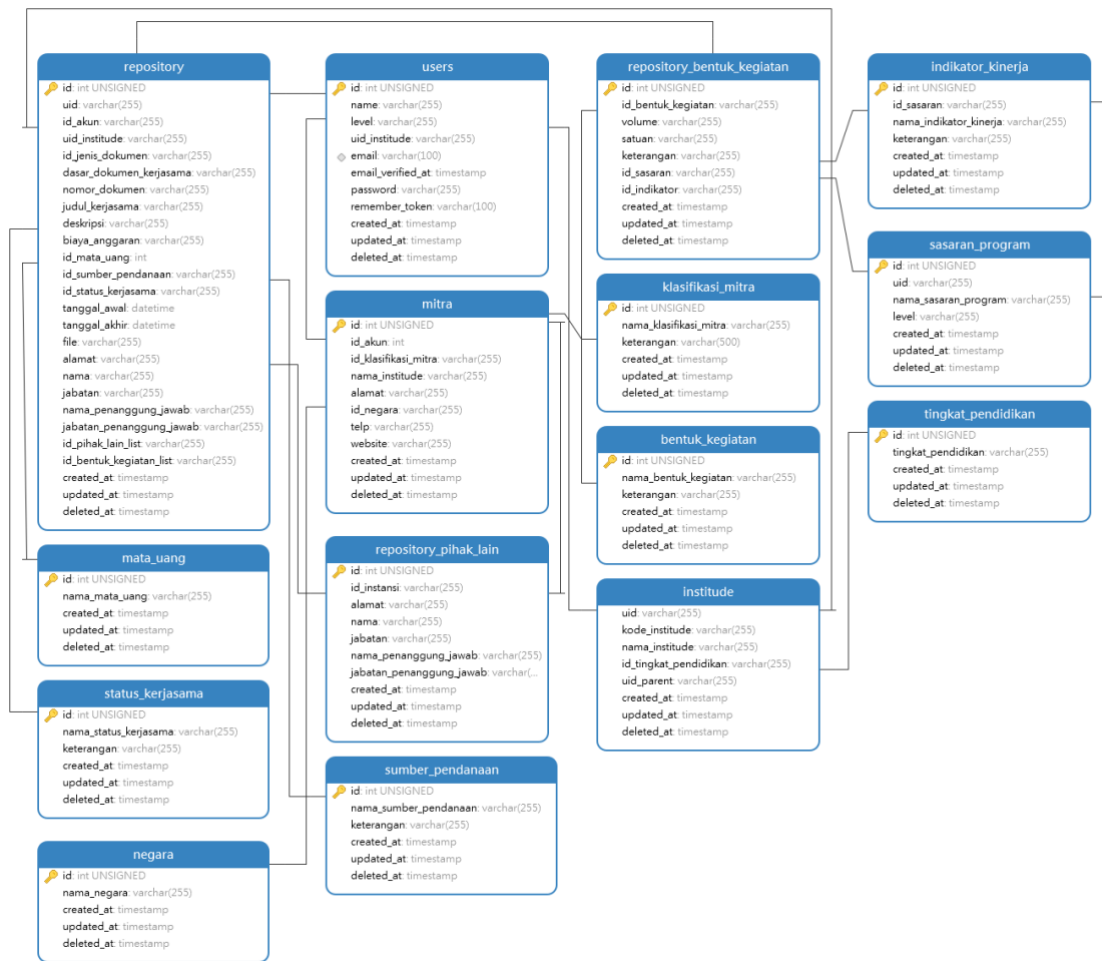 repository
id: int UNSIGNED
uid: varchar(255)
id_akun: varchar(255)
uid_institude: varchar(255)
id_jenis_dokumen: varchar(255)
dasar_dokumen_kerjasama: varchar(255)
nomor_dokumen: varchar(255)
judul_kerjasama: varchar(255)
deskripsi: varchar(255)
biaya_anggaran: varchar(255)
id_mata_uang: int
id_sumber_pendanaan: varchar(255)
id_status_kerjasama: varchar(255)
tanggal_awal: datetime
tanggal_akhir: datetime
file: varchar(255)
alamat: varchar(255)
nama: varchar(255)
jabatan: varchar(255)
nama_penanggung_jawab: varchar(255)
jabatan_penanggung_jawab: varchar(255)
id_pihak_lain_list: varchar(255)
id_bentuk_kegiatan_list: varchar(255)
created_at: timestamp
updated_at: timestamp
deleted_at: timestamp
mata_uang
id: int UNSIGNED
nama_mata_uang: varchar(255)
created_at: timestamp
updated_at: timestamp
deleted_at: timestamp
status_kerjasama
id: int UNSIGNED
nama_status_kerjasama: varchar(255)
keterangan: varchar(255)
created_at: timestamp
updated_at: timestamp
deleted_at: timestamp
negara
id: int UNSIGNED
nama_negara: varchar(255)
created_at: timestamp
updated_at: timestamp
deleted_at: timestamp
users
id: int UNSIGNED
name: varchar(255)
level: varchar(255)
uid_institude: varchar(255)
email: varchar(100)
email_verified_at: timestamp
password: varchar(255)
remember_token: varchar(100)
created_at: timestamp
updated_at: timestamp
deleted_at: timestamp
mitra
id: int UNSIGNED
id_akun: int
id_klasifikasi_mitra: varchar(255)
nama_institude: varchar(255)
alamat: varchar(255)
id_negara: varchar(255)
telp: varchar(255)
website: varchar(255)
created_at: timestamp
updated_at: timestamp
deleted_at: timestamp
repository_pihak_lain
id: int UNSIGNED
id_instansi: varchar(255)
alamat: varchar(255)
nama: varchar(255)
jabatan: varchar(255)
nama_penanggung_jawab: varchar(255)
jabatan_penanggung_jawab: varchar(...
created_at: timestamp
updated_at: timestamp
deleted_at: timestamp
sumber_pendanaan
id: int UNSIGNED
nama_sumber_pendanaan: varchar(255)
keterangan: varchar(255)
created_at: timestamp
updated_at: timestamp
deleted_at: timestamp
repository_bentuk_kegiatan
id: int UNSIGNED
id_bentuk_kegiatan: varchar(255)
volume: varchar(255)
satuan: varchar(255)
keterangan: varchar(255)
id_sasaran: varchar(255)
id_indikator: varchar(255)
created_at: timestamp
updated_at: timestamp
deleted_at: timestamp
klasifikasi_mitra
id: int UNSIGNED
nama_klasifikasi_mitra: varchar(255)
keterangan: varchar(500)
created_at: timestamp
updated_at: timestamp
deleted_at: timestamp
bentuk_kegiatan
id: int UNSIGNED
nama_bentuk_kegiatan: varchar(255)
keterangan: varchar(255)
created_at: timestamp
updated_at: timestamp
deleted_at: timestamp
institude
uid: varchar(255)
kode_institude: varchar(255)
nama_institude: varchar(255)
id_tingkat_pendidikan: varchar(255)
uid_parent: varchar(255)
created_at: timestamp
updated_at: timestamp
deleted_at: timestamp
indikator_kinerja
id: int UNSIGNED
id_sasaran: varchar(255)
nama_indikator_kinerja: varchar(255)
keterangan: varchar(255)
created_at: timestamp
updated_at: timestamp
deleted_at: timestamp
sasaran_program
id: int UNSIGNED
uid: varchar(255)
nama_sasaran_program: varchar(255)
level: varchar(255)
created_at: timestamp
updated_at: timestamp
deleted_at: timestamp
tingkat_pendidikan
id: int UNSIGNED
tingkat_pendidikan: varchar(255)
created_at: timestamp
updated_at: timestamp
deleted_at: timestamp